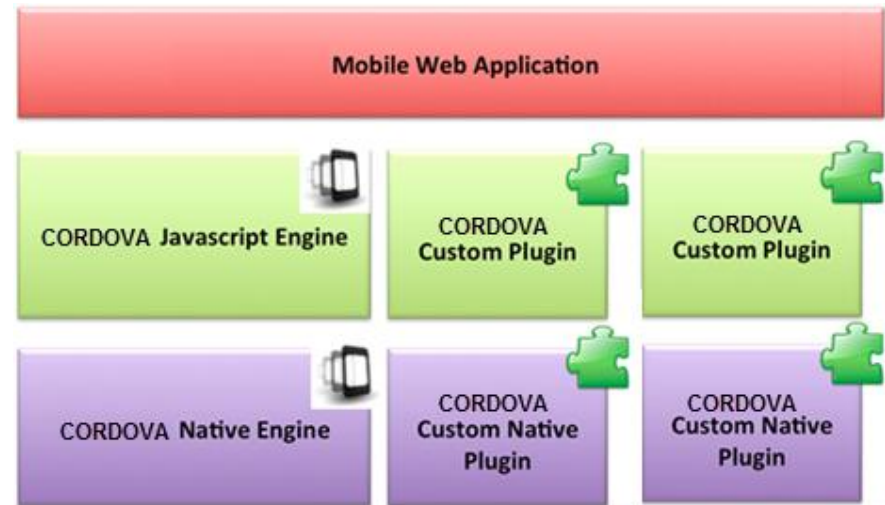 Mobile Web Application
CORDOVA Javascript Engine
CORDOVA
Custom Plugin
CORDOVA
Custom Plugin
CORDOVA Native Engine
CORDOVA
Custom Native
Plugin
CORDOVA
Custom Native
Plugin